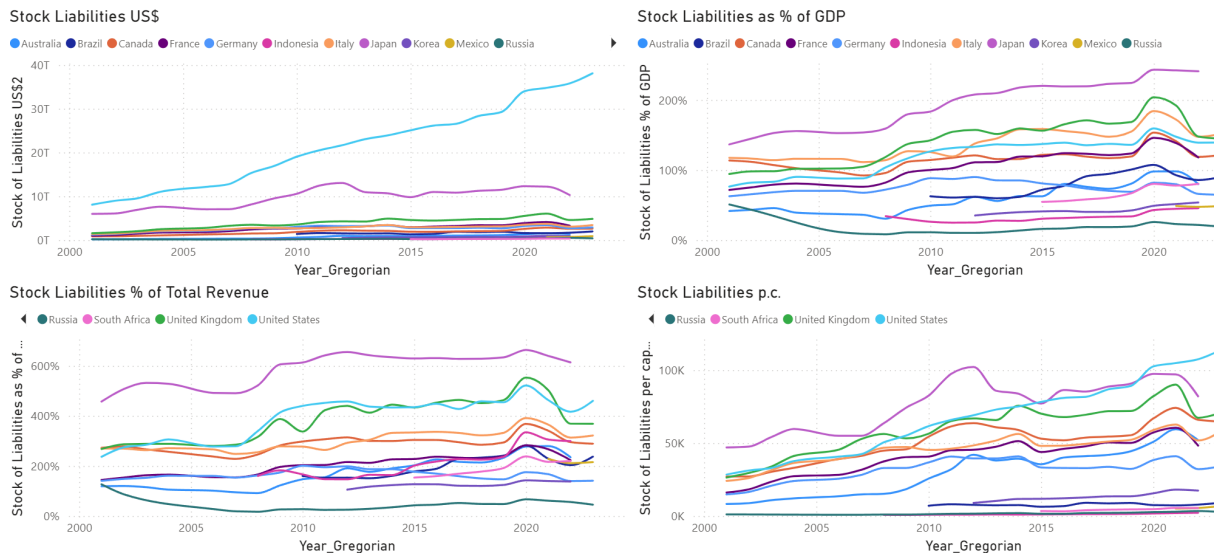 Stock Liabilities US$
Australia Brazil Canada France Germany Indonesia Italy Japan Korea Mexico Russia
Stock of Liabilities US$2
40T
30T
20T
10T
0T
2000 2005 2010 2015 2020
Year_Gregorian
Stock Liabilities as % of GDP
Australia Brazil Canada France Germany Indonesia Italy Japan Korea Mexico Russia
Stock of Liabilities % of GDP
200%
100%
0%
2000 2005 2010 2015 2020
Year_Gregorian
Stock Liabilities % of Total Revenue
Russia South Africa United Kingdom United States
Stock of Liabilities as % of ...
600%
400%
200%
0%
2000 2005 2010 2015 2020
Year_Gregorian
Stock Liabilities p.c.
Russia South Africa United Kingdom United States
Stock of Liabilities per cap...
100K
50K
0K
2000 2005 2010 2015 2020
Year_Gregorian